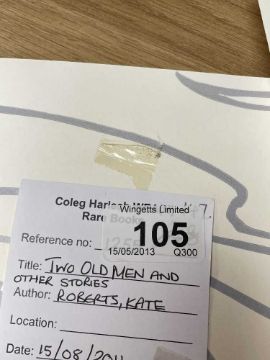 Coleg Harlech
Wingetts Limited
Rare Books
105
Reference no:
15/05/2013 Q300
Title: TWO OLD MEN AND
OTHER STORIES
Author: ROBERTS, KATE
Location:
Date: 15/08/